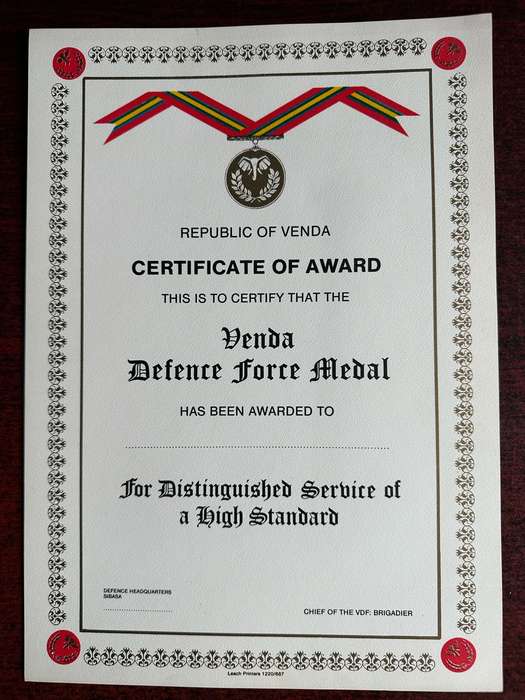 REPUBLIC OF VENDA
CERTIFICATE OF AWARD
THIS IS TO CERTIFY THAT THE
Venda
Defence Force Medal
HAS BEEN AWARDED TO
For Distinguished Service of
a High Standard
DEFENCE HEADQUARTERS
SIBASA
CHIEF OF THE VDF: BRIGADIER
Leach Printers 1220/887